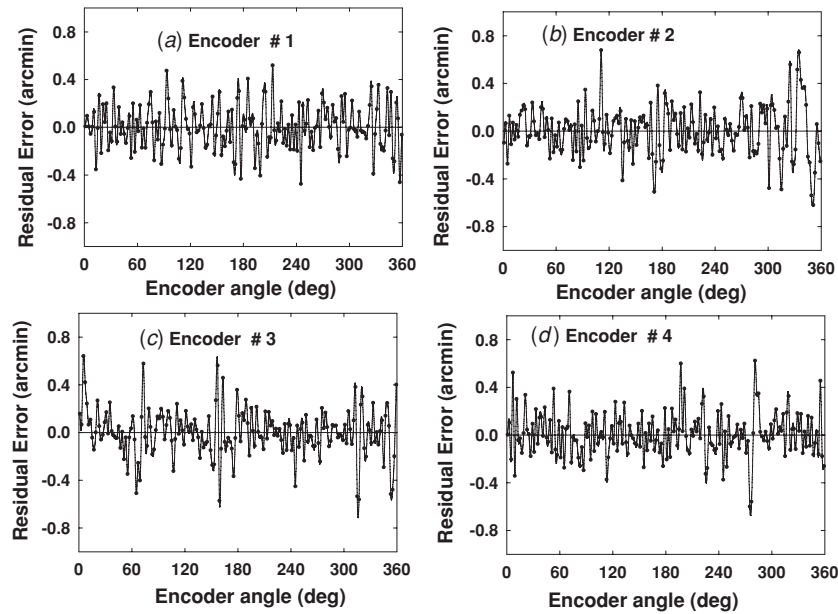 (a) Encoder # 1
Residual Error (arcmin)
0.8
0.4
0.0
-0.4
-0.8
0 60 120 180 240 300 360
Encoder angle (deg)
(b) Encoder # 2
Residual Error (arcmin)
0.8
0.4
0.0
-0.4
-0.8
0 60 120 180 240 300 360
Encoder angle (deg)
(c) Encoder # 3
Residual Error (arcmin)
0.8
0.4
0.0
-0.4
-0.8
0 60 120 180 240 300 360
Encoder angle (deg)
(d) Encoder # 4
Residual Error (arcmin)
0.8
0.4
0.0
-0.4
-0.8
0 60 120 180 240 300 360
Encoder angle (deg)